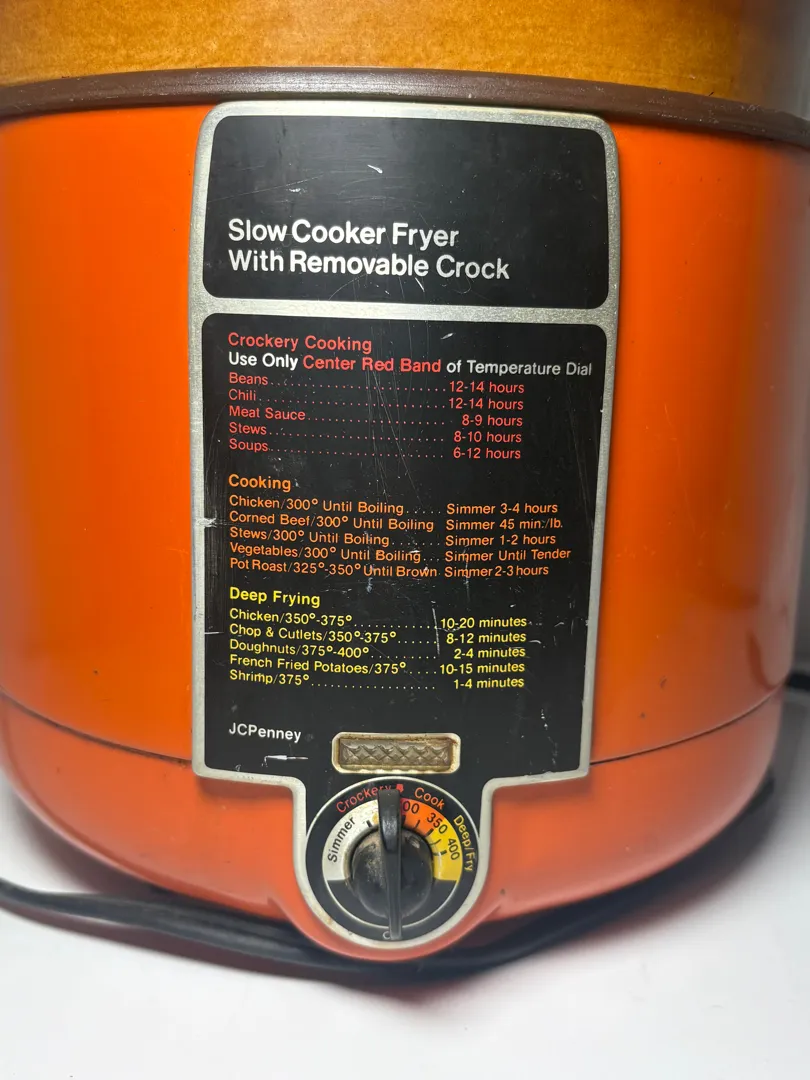 Slow Cooker Fryer
With Removable Crock
Crockery Cooking
Use Only Center Red Band of Temperature Dial
Beans........................12-14 hours
Chili........................12-14 hours
Meat Sauce.................... 8-9 hours
Stews........................ 8-10 hours
Soups........................ 6-12 hours
Cooking
Chicken/300° Until Boiling..... Simmer 3-4 hours
Corned Beef/300° Until Boiling Simmer 45 min./lb.
Stews/300° Until Boiling....... Simmer 1-2 hours
Vegetables/300° Until Boiling... Simmer Until Tender
Pot Roast/325°-350° Until Brown Simmer 2-3 hours
Deep Frying
Chicken/350°-375°............10-20 minutes
Chop & Cutlets/350°-375°...... 8-12 minutes
Doughnuts/375°-400°.......... 2-4 minutes
French Fried Potatoes/375°....10-15 minutes
Shrimp/375°................. 1-4 minutes
JCPenney
Simmer Crockery Cook Deep/Fry
350 400